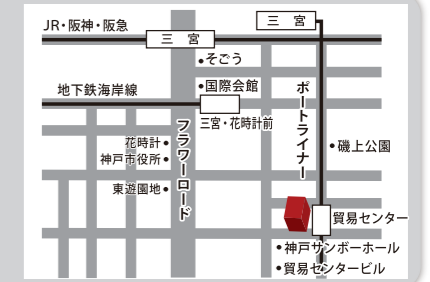 JR・阪神・阪急
三 宮
三 宮
そごう
国際会館
地下鉄海岸線
三宮・花時計前
ポートライナー
フラワーロード
花時計
神戸市役所
東遊園地
磯上公園
貿易センター
神戸サンボーホール
貿易センタービル